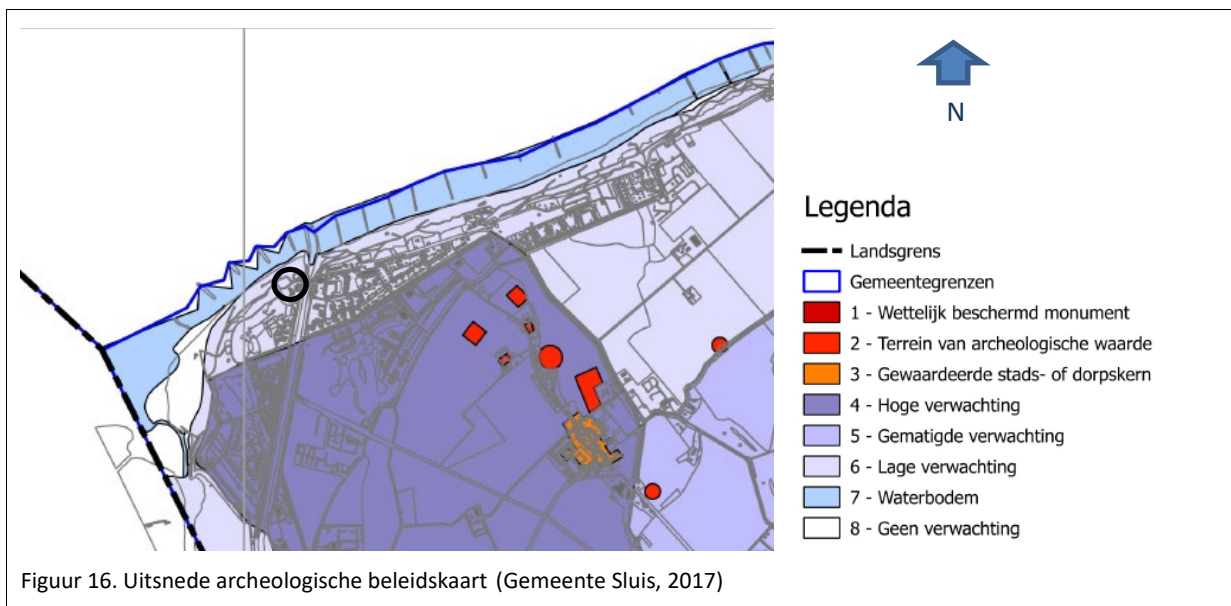 N
Legenda
Landsgrens
Gemeentegrenzen
1 - Wettelijk beschermd monument
2 - Terrein van archeologische waarde
3 - Gewaardeerde stads- of dorpskern
4 - Hoge verwachting
5 - Gematigde verwachting
6 - Lage verwachting
7 - Waterbodem
8 - Geen verwachting
Figuur 16. Uitsnede archeologische beleidskaart (Gemeente Sluis, 2017)